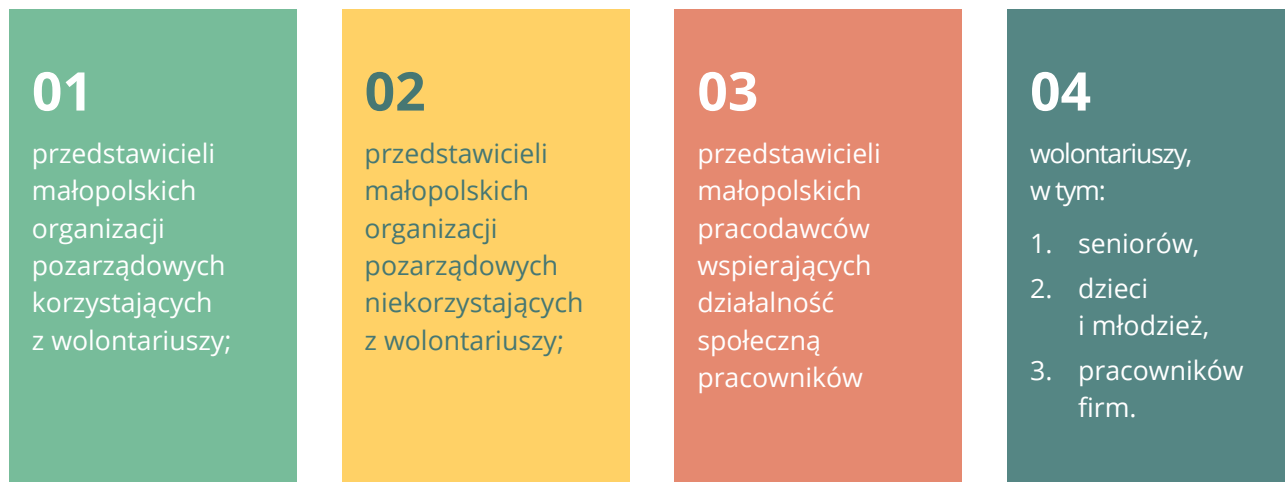 01
przedstawicieli
małopolskich
organizacji
pozarządowych
korzystających
z wolontariuszy;
02
przedstawicieli
małopolskich
organizacji
pozarządowych
niekorzystających
z wolontariuszy;
03
przedstawicieli
małopolskich
pracodawców
wspierających
działalność
społeczną
pracowników
04
wolontariuszy,
w tym:
1. seniorów,
2. dzieci
i młodzież,
3. pracowników
firm.